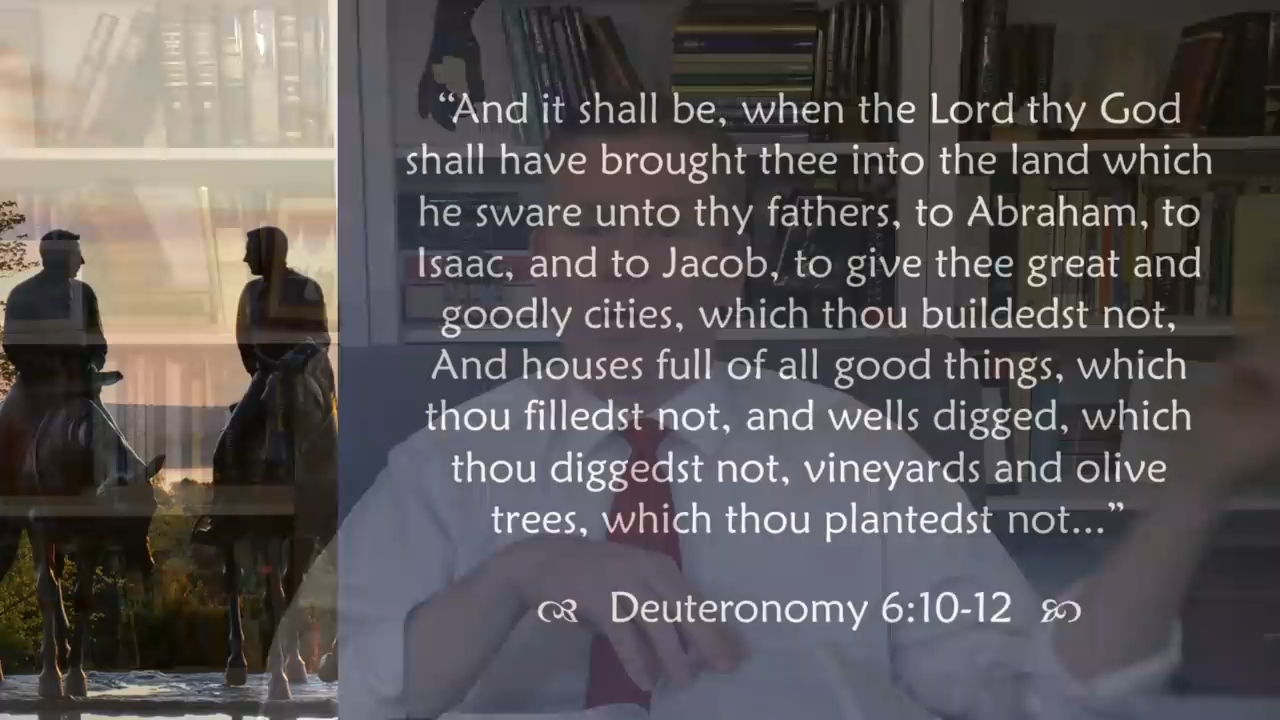 “And it shall be, when the Lord thy God
shall have brought thee into the land which
he sware unto thy fathers, to Abraham, to
Isaac, and to Jacob, to give thee great and
goodly cities, which thou buildedst not,
And houses full of all good things, which
thou filledst not, and wells digged, which
thou diggedst not, vineyards and olive
trees, which thou plantedst not...”
Deuteronomy 6:10-12